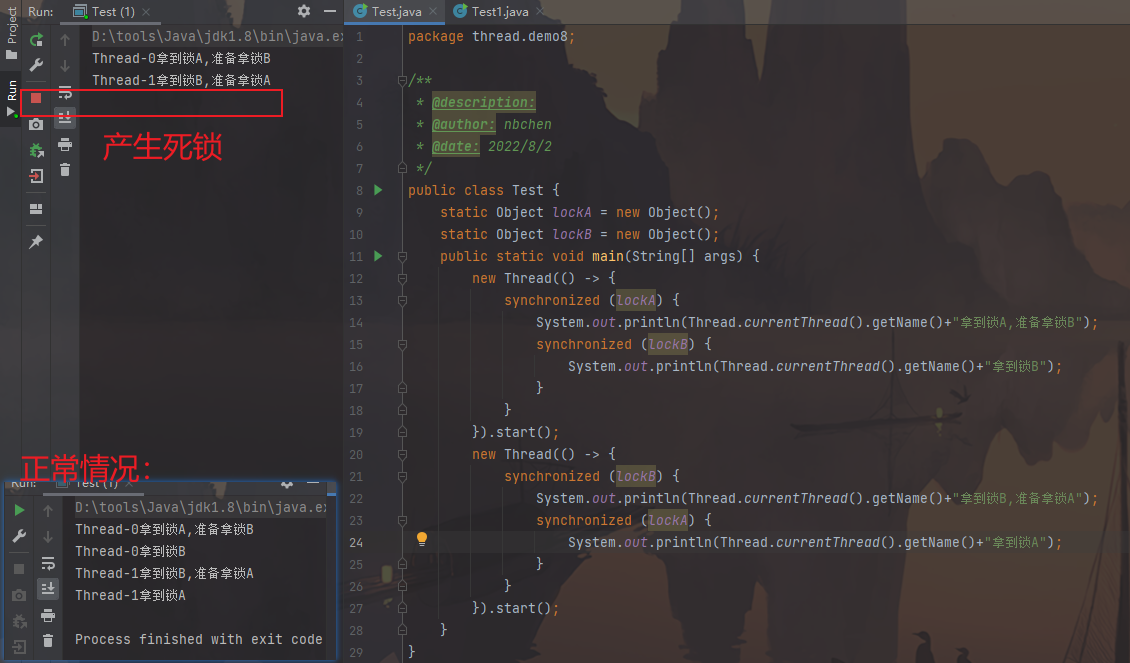 Project
Run
Run: Test (1)
D:\tools\Java\jdk1.8\bin\java.ex
Thread-0拿到锁A,准备拿锁B
Thread-1拿到锁B,准备拿锁A
产生死锁
正常情况:
Run: Test (1)
D:\tools\Java\jdk1.8\bin\java.ex
Thread-0拿到锁A,准备拿锁B
Thread-0拿到锁B
Thread-1拿到锁B,准备拿锁A
Thread-1拿到锁A
Process finished with exit code
Test.java Test1.java
1 package thread.demo8;
2
3 /**
4 * @description:
5 * @author: nbchen
6 * @date: 2022/8/2
7 */
8 public class Test {
9 static Object lockA = new Object();
10 static Object lockB = new Object();
11 public static void main(String[] args) {
12 new Thread(() -> {
13 synchronized (lockA) {
14 System.out.println(Thread.currentThread().getName()+"拿到锁A,准备拿锁B");
15 synchronized (lockB) {
16 System.out.println(Thread.currentThread().getName()+"拿到锁B");
17 }
18 }
19 }).start();
20 new Thread(() -> {
21 synchronized (lockB) {
22 System.out.println(Thread.currentThread().getName()+"拿到锁B,准备拿锁A");
23 synchronized (lockA) {
24 System.out.println(Thread.currentThread().getName()+"拿到锁A");
25 }
26 }
27 }).start();
28 }
29 }